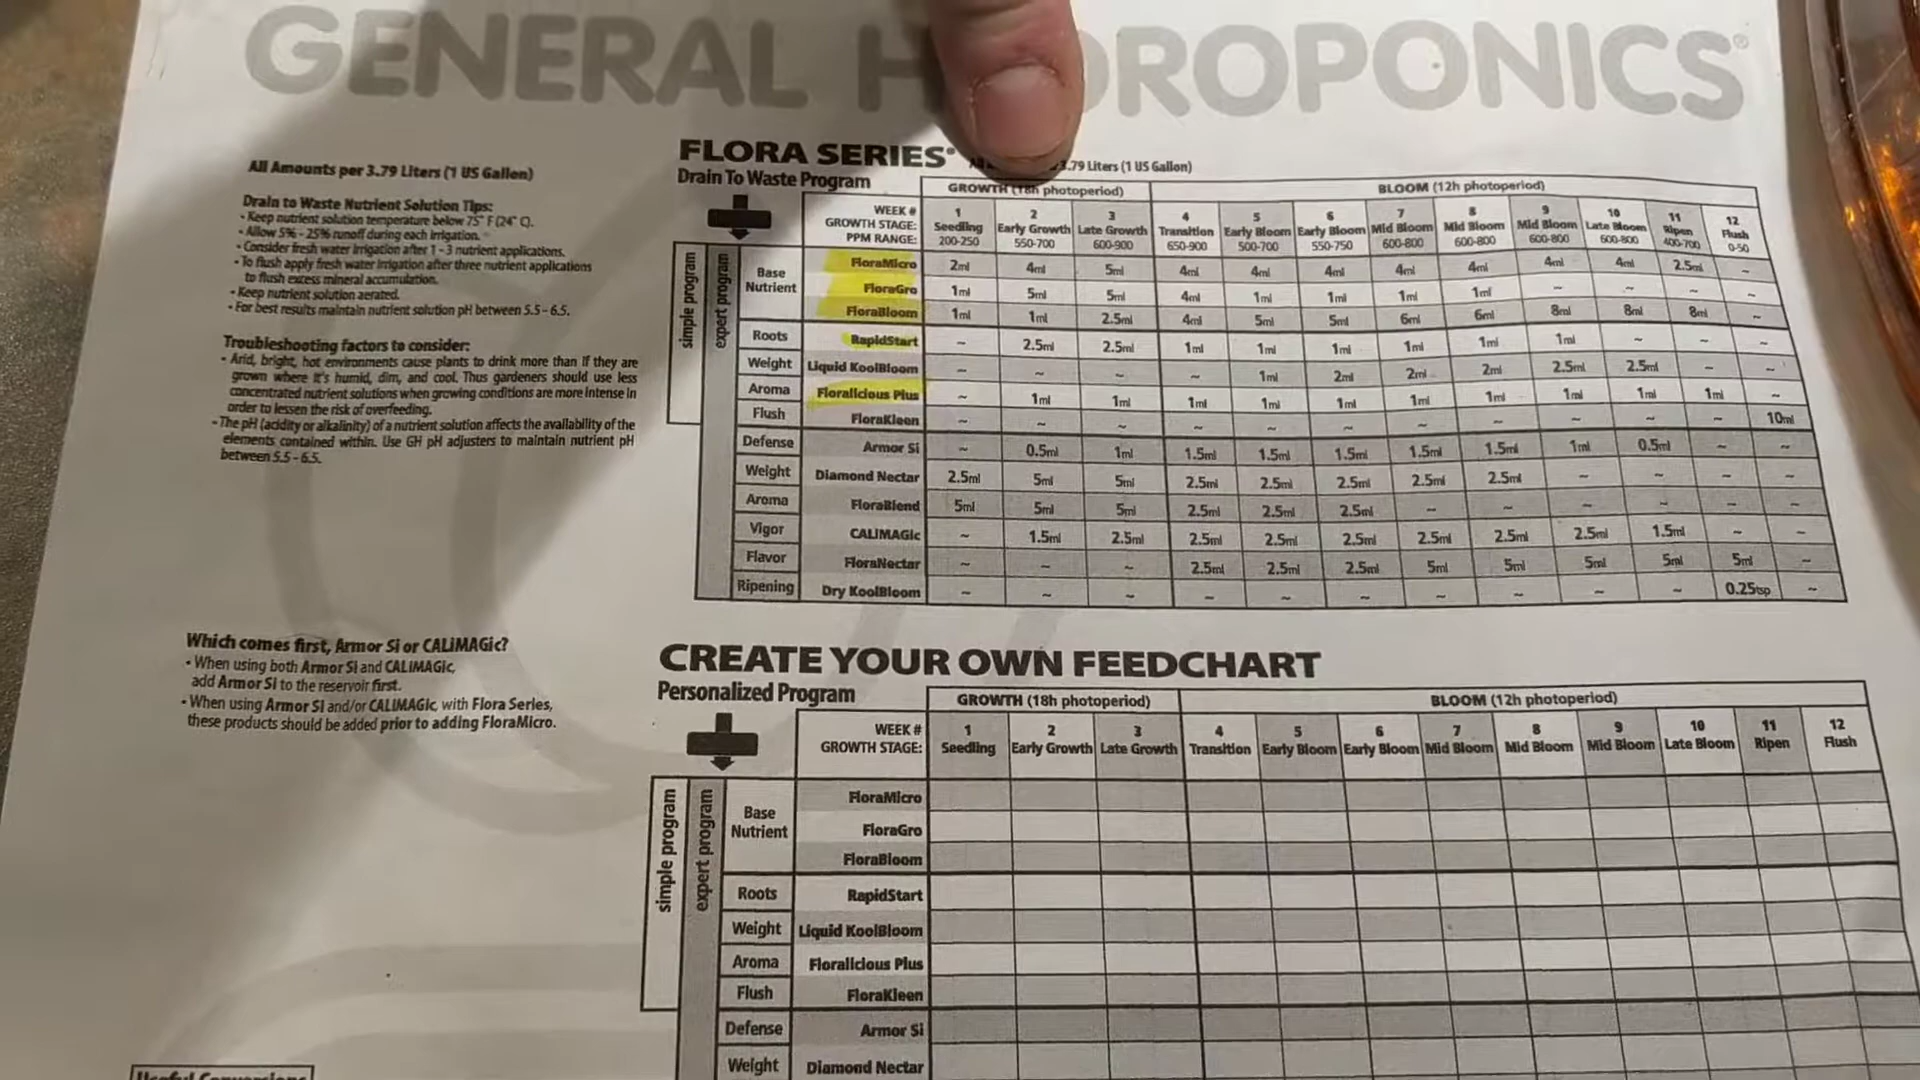 GENERAL H DROPONICS®
All Amounts per 3.79 Liters (1 US Gallon)
Drain to Waste Nutrient Solution Tips:
• Keep nutrient solution temperature below 75° F (24° C).
• Allow 5% - 25% runoff during each irrigation.
• Consider fresh water irrigation after 1 - 3 nutrient applications.
• To flush apply fresh water irrigation after three nutrient applications
to flush excess mineral accumulation.
• Keep nutrient solution aerated.
• For best results maintain nutrient solution pH between 5.5 - 6.5.
Troubleshooting factors to consider:
• Arid, bright, hot environments cause plants to drink more than if they are
grown where it's humid, dim, and cool. Thus gardeners should use less
concentrated nutrient solutions when growing conditions are more intense in
order to lessen the risk of overfeeding.
• The pH (acidity or alkalinity) of a nutrient solution affects the availability of the
elements contained within. Use GH pH adjusters to maintain nutrient pH
between 5.5 - 6.5.
Which comes first, Armor Si or CALiMAGic?
• When using both Armor Si and CALiMAGic,
add Armor Si to the reservoir first.
• When using Armor Si and/or CALiMAGic, with Flora Series,
these products should be added prior to adding FloraMicro.
Useful Conversions
FLORA SERIES® 3.79 Liters (1 US Gallon)
Drain To Waste Program
GROWTH (18h photoperiod) BLOOM (12h photoperiod)
WEEK # 1 2 3 4 5 6 7 8 9 10 11 12
GROWTH STAGE: Seedling Early Growth Late Growth Transition Early Bloom Early Bloom Mid Bloom Mid Bloom Mid Bloom Late Bloom Ripen Flush
PPM RANGE: 200-250 550-700 600-900 650-900 500-700 550-750 600-800 600-800 600-800 600-800 400-700 0-50
simple program
expert program
Base Nutrient
FloraMicro 2ml 4ml 5ml 4ml 4ml 4ml 4ml 4ml 4ml 4ml 2.5ml ~
FloraGro 1ml 5ml 5ml 4ml 1ml 1ml 1ml 1ml ~ ~ ~ ~
FloraBloom 1ml 1ml 2.5ml 4ml 5ml 5ml 6ml 6ml 8ml 8ml 8ml ~
Roots RapidStart ~ 2.5ml 2.5ml 1ml 1ml 1ml 1ml 1ml 1ml ~ ~ ~
Weight Liquid KoolBloom ~ ~ ~ ~ 1ml 2ml 2ml 2ml 2.5ml 2.5ml ~ ~
Aroma Floralicious Plus ~ 1ml 1ml 1ml 1ml 1ml 1ml 1ml 1ml 1ml 1ml ~
Flush FloraKleen ~ ~ ~ ~ ~ ~ ~ ~ ~ ~ ~ 10ml
Defense Armor Si ~ 0.5ml 1ml 1.5ml 1.5ml 1.5ml 1.5ml 1.5ml 1ml 0.5ml ~ ~
Weight Diamond Nectar 2.5ml 5ml 5ml 2.5ml 2.5ml 2.5ml 2.5ml 2.5ml ~ ~ ~ ~
Aroma FloraBlend 5ml 5ml 5ml 2.5ml 2.5ml 2.5ml ~ ~ ~ ~ ~ ~
Vigor CALiMAGic ~ 1.5ml 2.5ml 2.5ml 2.5ml 2.5ml 2.5ml 2.5ml 2.5ml 1.5ml ~ ~
Flavor FloraNectar ~ ~ ~ 2.5ml 2.5ml 2.5ml 5ml 5ml 5ml 5ml 5ml ~
Ripening Dry KoolBloom ~ ~ ~ ~ ~ ~ ~ ~ ~ ~ 0.25tsp ~
CREATE YOUR OWN FEEDCHART
Personalized Program
GROWTH (18h photoperiod) BLOOM (12h photoperiod)
WEEK # 1 2 3 4 5 6 7 8 9 10 11 12
GROWTH STAGE: Seedling Early Growth Late Growth Transition Early Bloom Early Bloom Mid Bloom Mid Bloom Mid Bloom Late Bloom Ripen Flush
simple program
expert program
Base Nutrient
FloraMicro
FloraGro
FloraBloom
Roots RapidStart
Weight Liquid KoolBloom
Aroma Floralicious Plus
Flush FloraKleen
Defense Armor Si
Weight Diamond Nectar